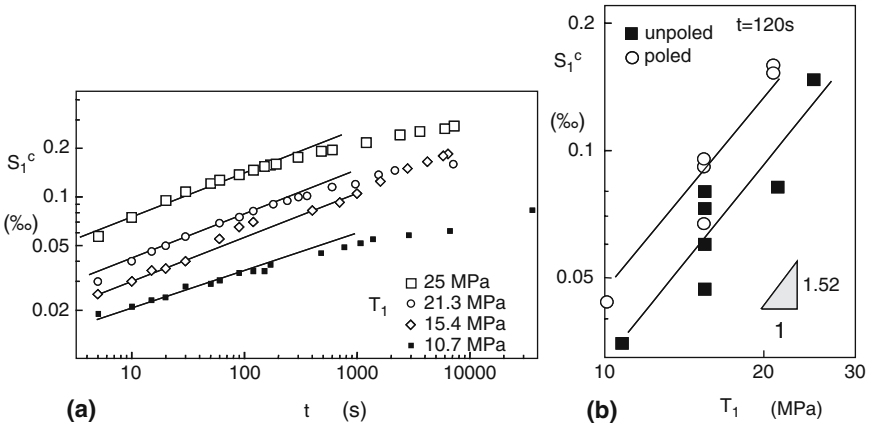 S₁ᶜ
(‰)
0.2
0.1
0.05
0.02
10
100
1000
10000
T₁
25 MPa
21.3 MPa
15.4 MPa
10.7 MPa
(a)
t (s)
0.2
S₁ᶜ
(‰)
0.1
0.05
unpoled
poled
t=120s
1.52
1
10
20
30
(b)
T₁ (MPa)